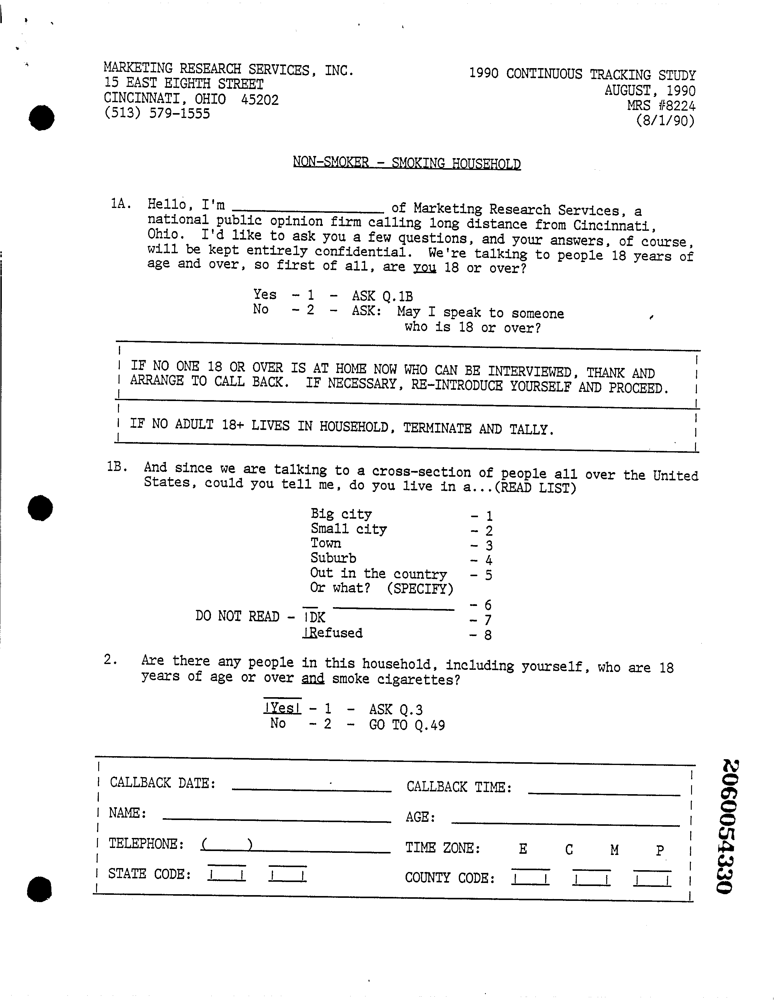 MARKETING RESEARCH SERVICES, INC.
15 EAST EIGHTH STREET
CINCINNATI, OHIO 45202
(513) 579-1555
1990 CONTINUOUS TRACKING STUDY
AUGUST, 1990
MRS #8224
(8/1/90)
NON-SMOKER - SMOKING HOUSEHOLD
1A. Hello, I'm ____________________ of Marketing Research Services, a
national public opinion firm calling long distance from Cincinnati,
Ohio. I'd like to ask you a few questions, and your answers, of course,
will be kept entirely confidential. We're talking to people 18 years of
age and over, so first of all, are you 18 or over?
Yes - 1 - ASK Q.1B
No - 2 - ASK: May I speak to someone
who is 18 or over?
IF NO ONE 18 OR OVER IS AT HOME NOW WHO CAN BE INTERVIEWED, THANK AND
ARRANGE TO CALL BACK. IF NECESSARY, RE-INTRODUCE YOURSELF AND PROCEED.
IF NO ADULT 18+ LIVES IN HOUSEHOLD, TERMINATE AND TALLY.
1B. And since we are talking to a cross-section of people all over the United
States, could you tell me, do you live in a...(READ LIST)
Big city - 1
Small city - 2
Town - 3
Suburb - 4
Out in the country - 5
Or what? (SPECIFY)
________________ - 6
DO NOT READ - DK - 7
Refused - 8
2. Are there any people in this household, including yourself, who are 18
years of age or over and smoke cigarettes?
Yes - 1 - ASK Q.3
No - 2 - GO TO Q.49
CALLBACK DATE: ____________________ CALLBACK TIME: ____________________
NAME: ____________________ AGE: ____________________
TELEPHONE: (    ) ____________________ TIME ZONE: E C M P
STATE CODE: COUNTY CODE:
2060054330